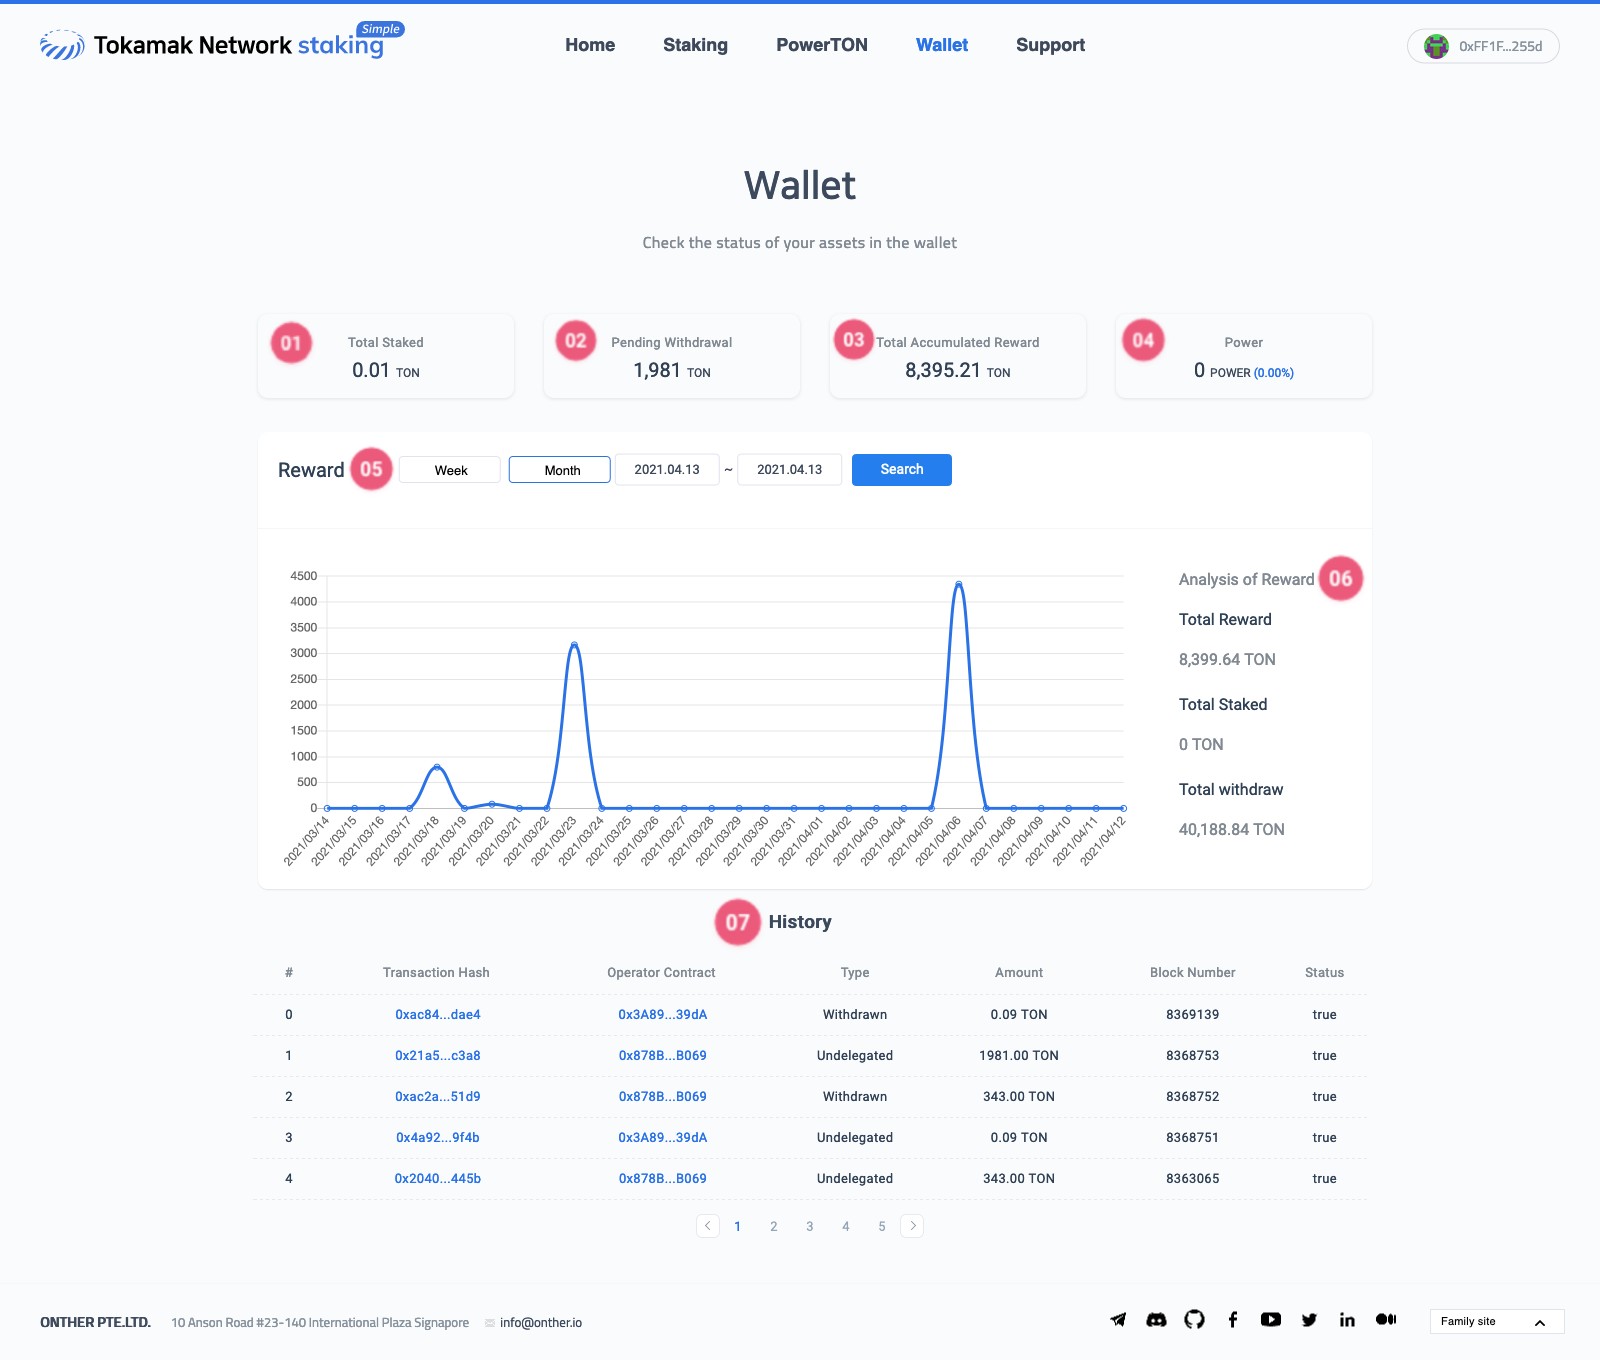 Tokamak Network staking Simple
Home Staking PowerTON Wallet Support
0xFF1F...255d
Wallet
Check the status of your assets in the wallet
01 Total Staked
0.01 TON
02 Pending Withdrawal
1,981 TON
03 Total Accumulated Reward
8,395.21 TON
04 Power
0 POWER (0.00%)
Reward 05 Week Month 2021.04.13 ~ 2021.04.13 Search
4500
4000
3500
3000
2500
2000
1500
1000
500
0
2021/03/14
2021/03/15
2021/03/16
2021/03/17
2021/03/18
2021/03/19
2021/03/20
2021/03/21
2021/03/22
2021/03/23
2021/03/24
2021/03/25
2021/03/26
2021/03/27
2021/03/28
2021/03/29
2021/03/30
2021/03/31
2021/04/01
2021/04/02
2021/04/03
2021/04/04
2021/04/05
2021/04/06
2021/04/07
2021/04/08
2021/04/09
2021/04/10
2021/04/11
2021/04/12
Analysis of Reward 06
Total Reward
8,399.64 TON
Total Staked
0 TON
Total withdraw
40,188.84 TON
07 History
# Transaction Hash Operator Contract Type Amount Block Number Status
0 0xac84...dae4 0x3A89...39dA Withdrawn 0.09 TON 8369139 true
1 0x21a5...c3a8 0x878B...B069 Undelegated 1981.00 TON 8368753 true
2 0xac2a...51d9 0x878B...B069 Withdrawn 343.00 TON 8368752 true
3 0x4a92...9f4b 0x3A89...39dA Undelegated 0.09 TON 8368751 true
4 0x2040...445b 0x878B...B069 Undelegated 343.00 TON 8363065 true
1 2 3 4 5
ONTHER PTE.LTD. 10 Anson Road #23-140 International Plaza Signapore info@onther.io
Family site